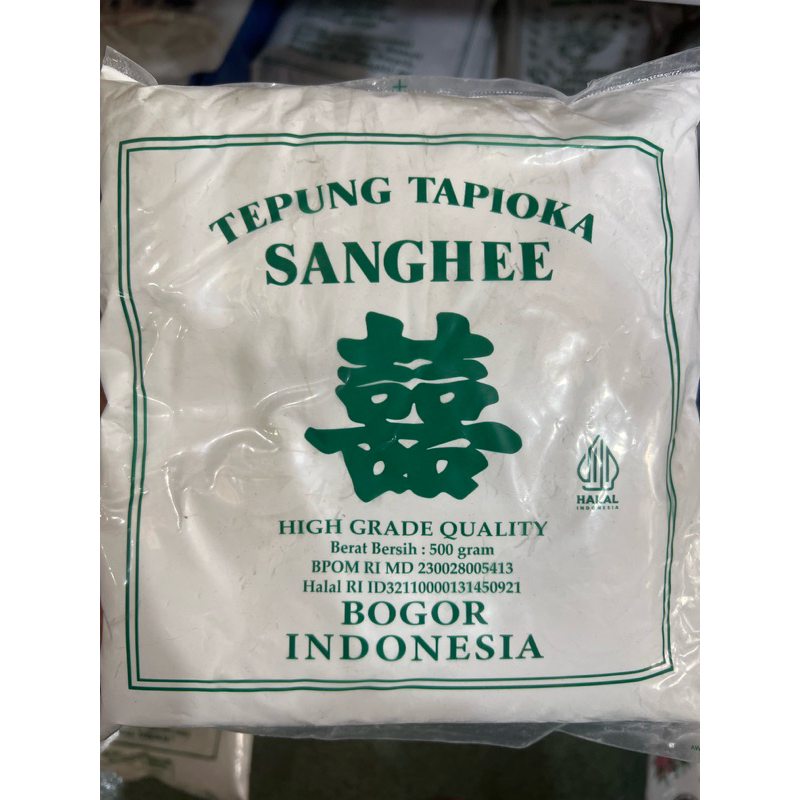 TEPUNG TAPIOKA
SANGHEE
囍
HALAL
INDONESIA
HIGH GRADE QUALITY
Berat Bersih : 500 gram
BPOM RI MD 230028005413
Halal RI ID32110000131450921
BOGOR
INDONESIA